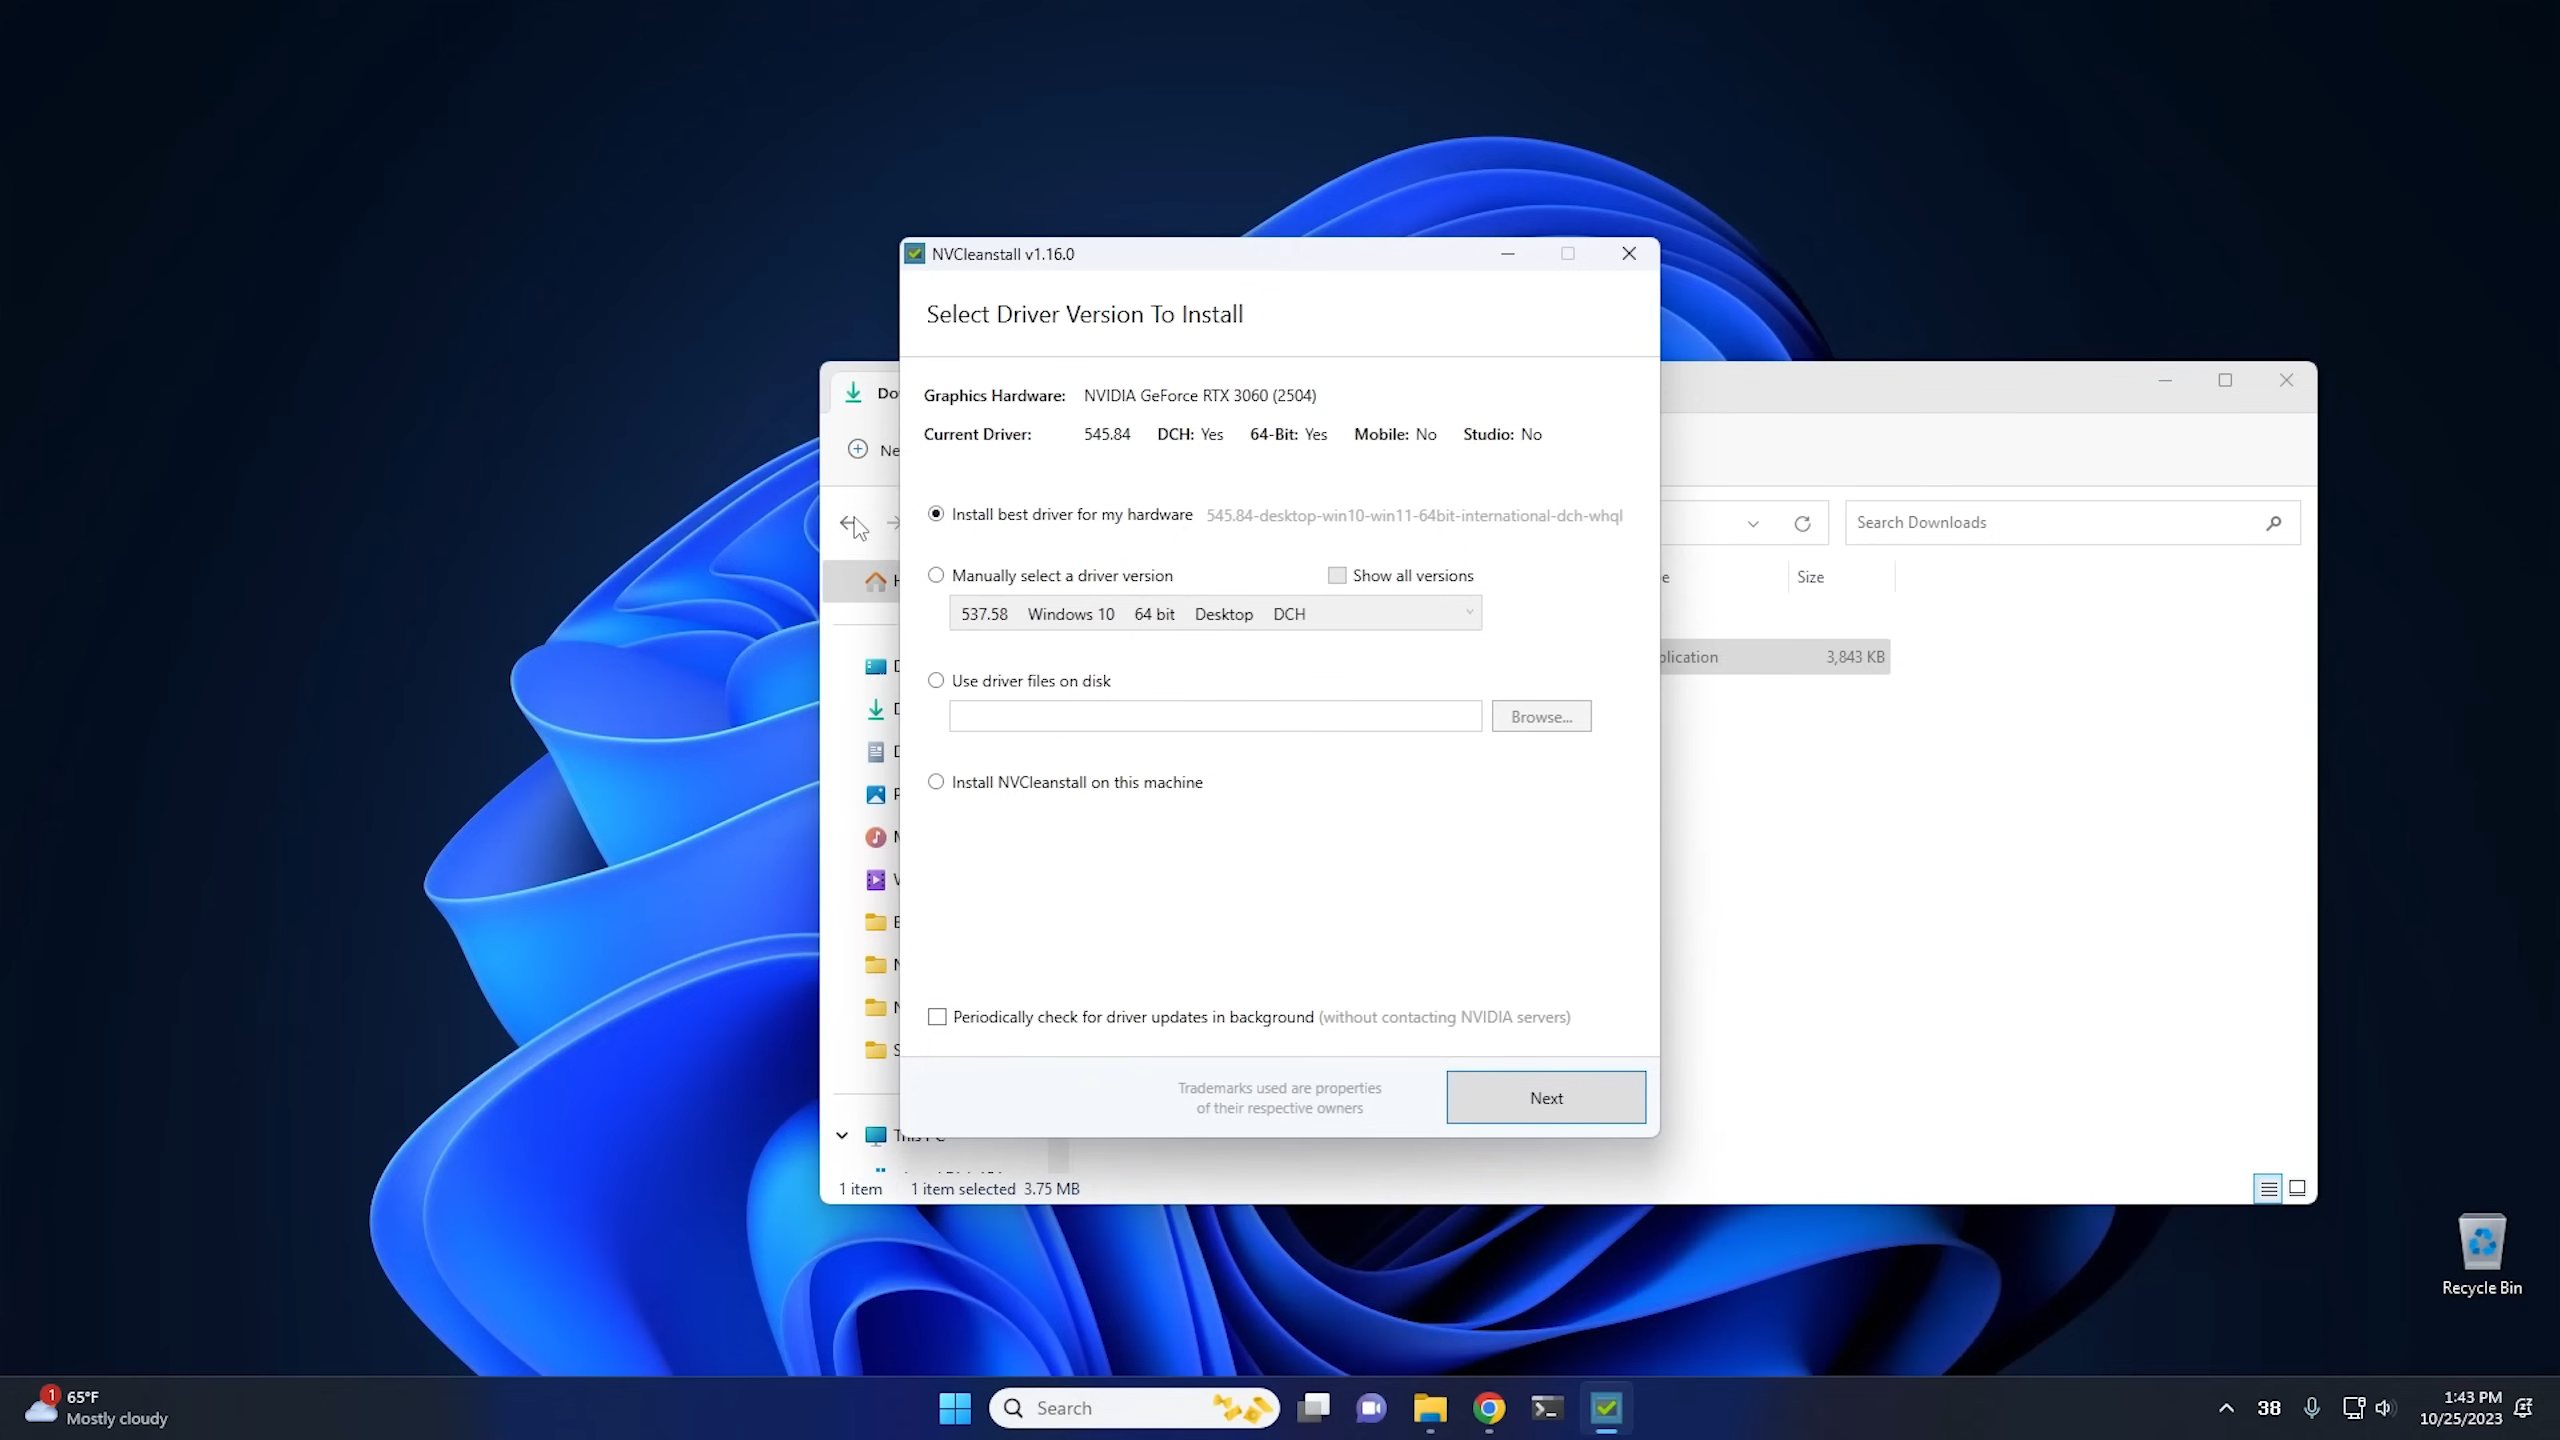 NVCleanstall v1.16.0
Select Driver Version To Install
Graphics Hardware: NVIDIA GeForce RTX 3060 (2504)
Current Driver: 545.84 DCH: Yes 64-Bit: Yes Mobile: No Studio: No
Install best driver for my hardware 545.84-desktop-win10-win11-64bit-international-dch-whql
Manually select a driver version Show all versions
537.58 Windows 10 64 bit Desktop DCH
Use driver files on disk
Browse...
Install NVCleanstall on this machine
Periodically check for driver updates in background (without contacting NVIDIA servers)
Trademarks used are properties
of their respective owners
Next
Search Downloads
Size
3,843 KB
1 item 1 item selected 3.75 MB
Recycle Bin
1
65°F
Mostly cloudy
Search
38
1:43 PM
10/25/2023